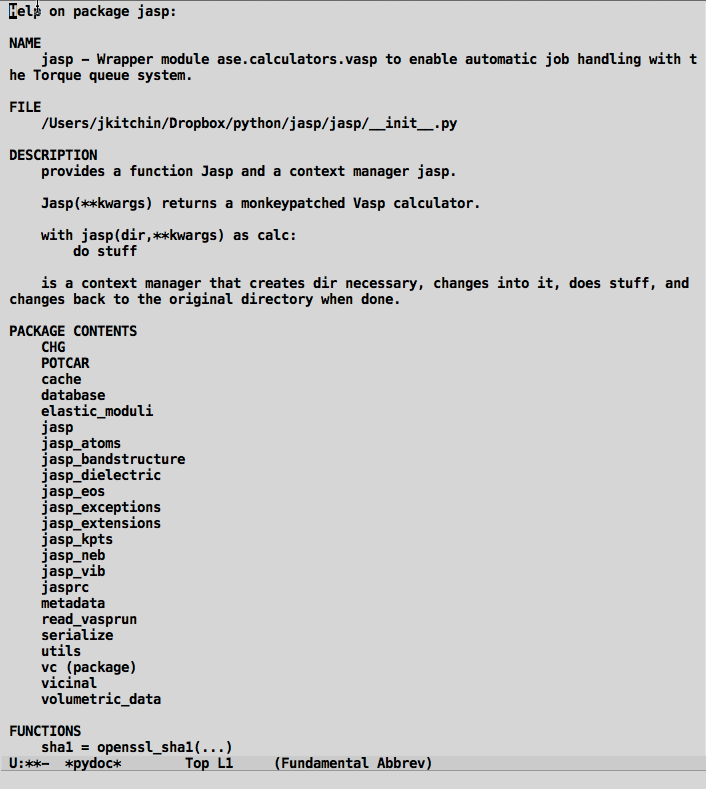 Help on package jasp:

NAME
    jasp - Wrapper module ase.calculators.vasp to enable automatic job handling with t
he Torque queue system.

FILE
    /Users/jkitchin/Dropbox/python/jasp/jasp/__init__.py

DESCRIPTION
    provides a function Jasp and a context manager jasp.

    Jasp(**kwargs) returns a monkeypatched Vasp calculator.

    with jasp(dir,**kwargs) as calc:
        do stuff

    is a context manager that creates dir necessary, changes into it, does stuff, and
changes back to the original directory when done.

PACKAGE CONTENTS
    CHG
    POTCAR
    cache
    database
    elastic_moduli
    jasp
    jasp_atoms
    jasp_bandstructure
    jasp_dielectric
    jasp_eos
    jasp_exceptions
    jasp_extensions
    jasp_kpts
    jasp_neb
    jasp_vib
    jasprc
    metadata
    read_vasprun
    serialize
    utils
    vc (package)
    vicinal
    volumetric_data

FUNCTIONS
    sha1 = openssl_sha1(...)
U:**-  *pydoc*        Top L1     (Fundamental Abbrev)